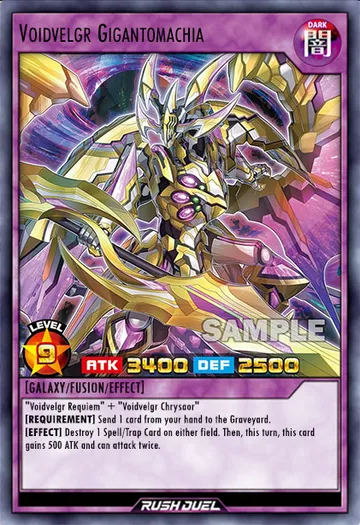 Voidvelgr Gigantomachia
DARK
闇
SAMPLE
LEVEL
9
ATK 3400 DEF 2500
[GALAXY/FUSION/EFFECT]
"Voidvelgr Requiem" + "Voidvelgr Chrysaor"
[REQUIREMENT] Send 1 card from your hand to the Graveyard.
[EFFECT] Destroy 1 Spell/Trap Card on either field. Then, this turn, this card
gains 500 ATK and can attack twice.
RUSH DUEL